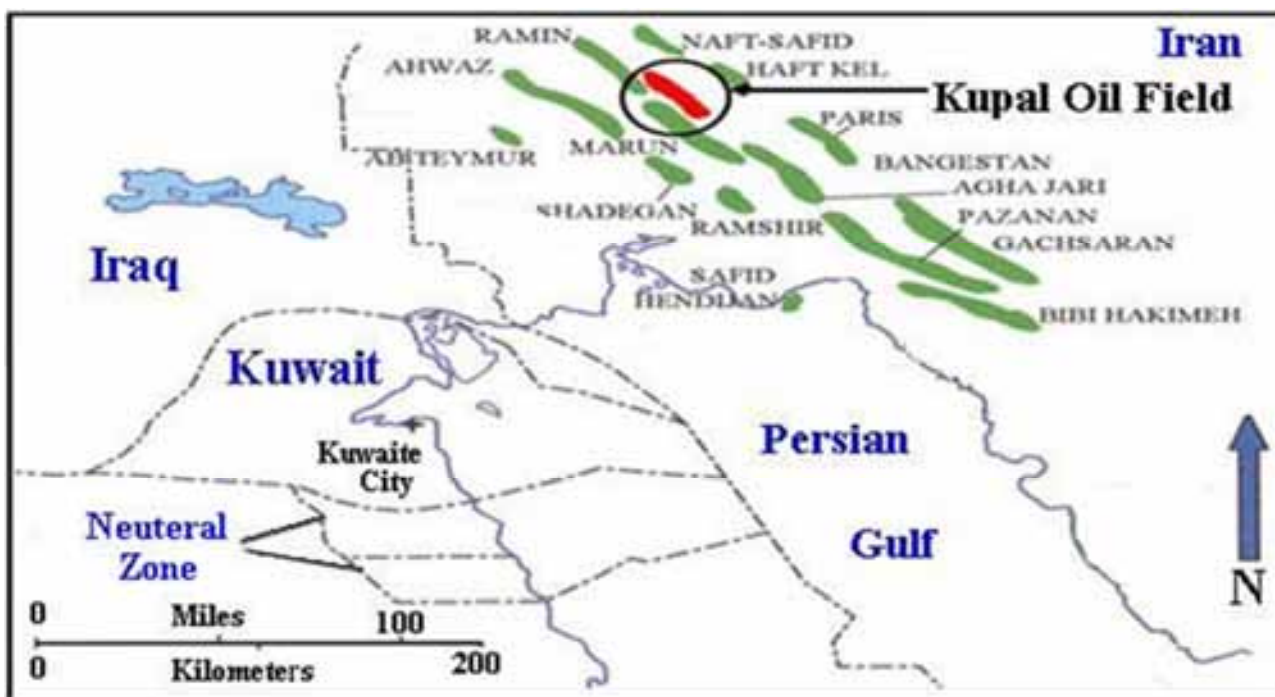 RAMIN
NAFT-SAFID
Iran
AHWAZ
HAFT KEL
Kupal Oil Field
PARIS
ABTEYMUR
MARUN
BANGESTAN
AGHA JARI
SHADEGAN
RAMSHIR
PAZANAN
GACHSARAN
Iraq
SAFID
HENDIJAN
BIBI HAKIMEH
Kuwait
Persian
Gulf
Kuwaite
City
Neuteral
Zone
N
0 Miles 100
0 Kilometers 200